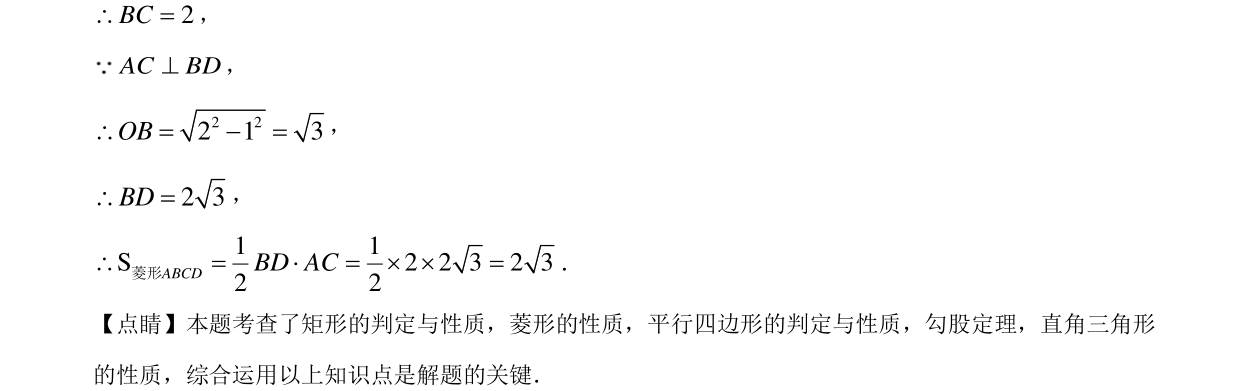 ∴BC = 2，
∵ AC ⊥ BD，
∴OB = √(2² − 1²) = √3，
∴BD = 2√3，
∴S菱形ABCD = 1/2 BD · AC = 1/2 × 2 × 2√3 = 2√3．
【点睛】本题考查了矩形的判定与性质，菱形的性质，平行四边形的判定与性质，勾股定理，直角三角形
的性质，综合运用以上知识点是解题的关键．